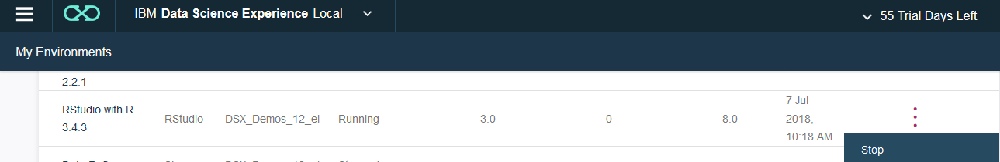 IBM Data Science Experience Local
55 Trial Days Left
My Environments
2.2.1
RStudio with R
3.4.3
RStudio
DSX_Demos_12_el
Running
3.0
0
8.0
7 Jul
2018,
10:18 AM
Stop